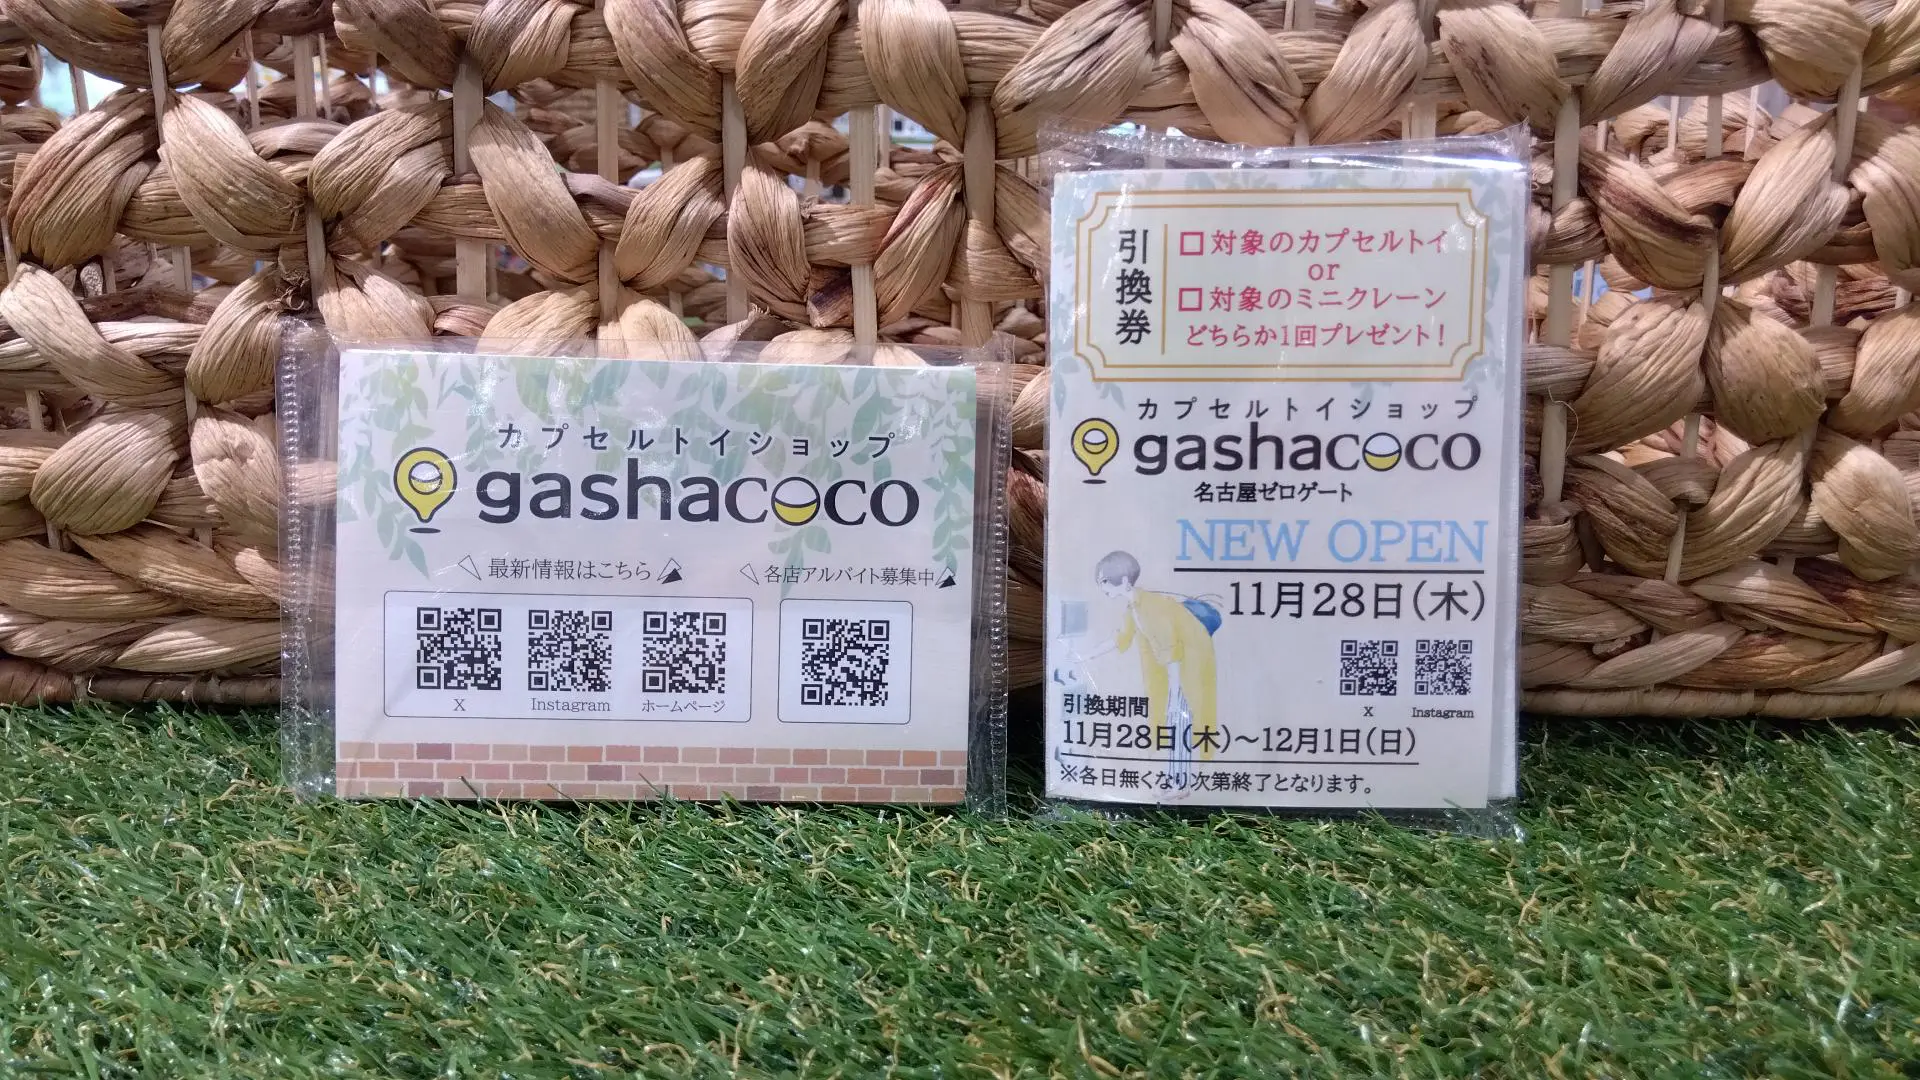 カプセルトイショップ
gashacoco
最新情報はこちら
X
Instagram
ホームページ
各店アルバイト募集中
引換券
□対象のカプセルトイ
or
□対象のミニクレーン
どちらか1回プレゼント!
カプセルトイショップ
gashacoco
名古屋ゼロゲート
NEW OPEN
11月28日(木)
X
Instagram
引換期間
11月28日(木)〜12月1日(日)
※各日無くなり次第終了となります。